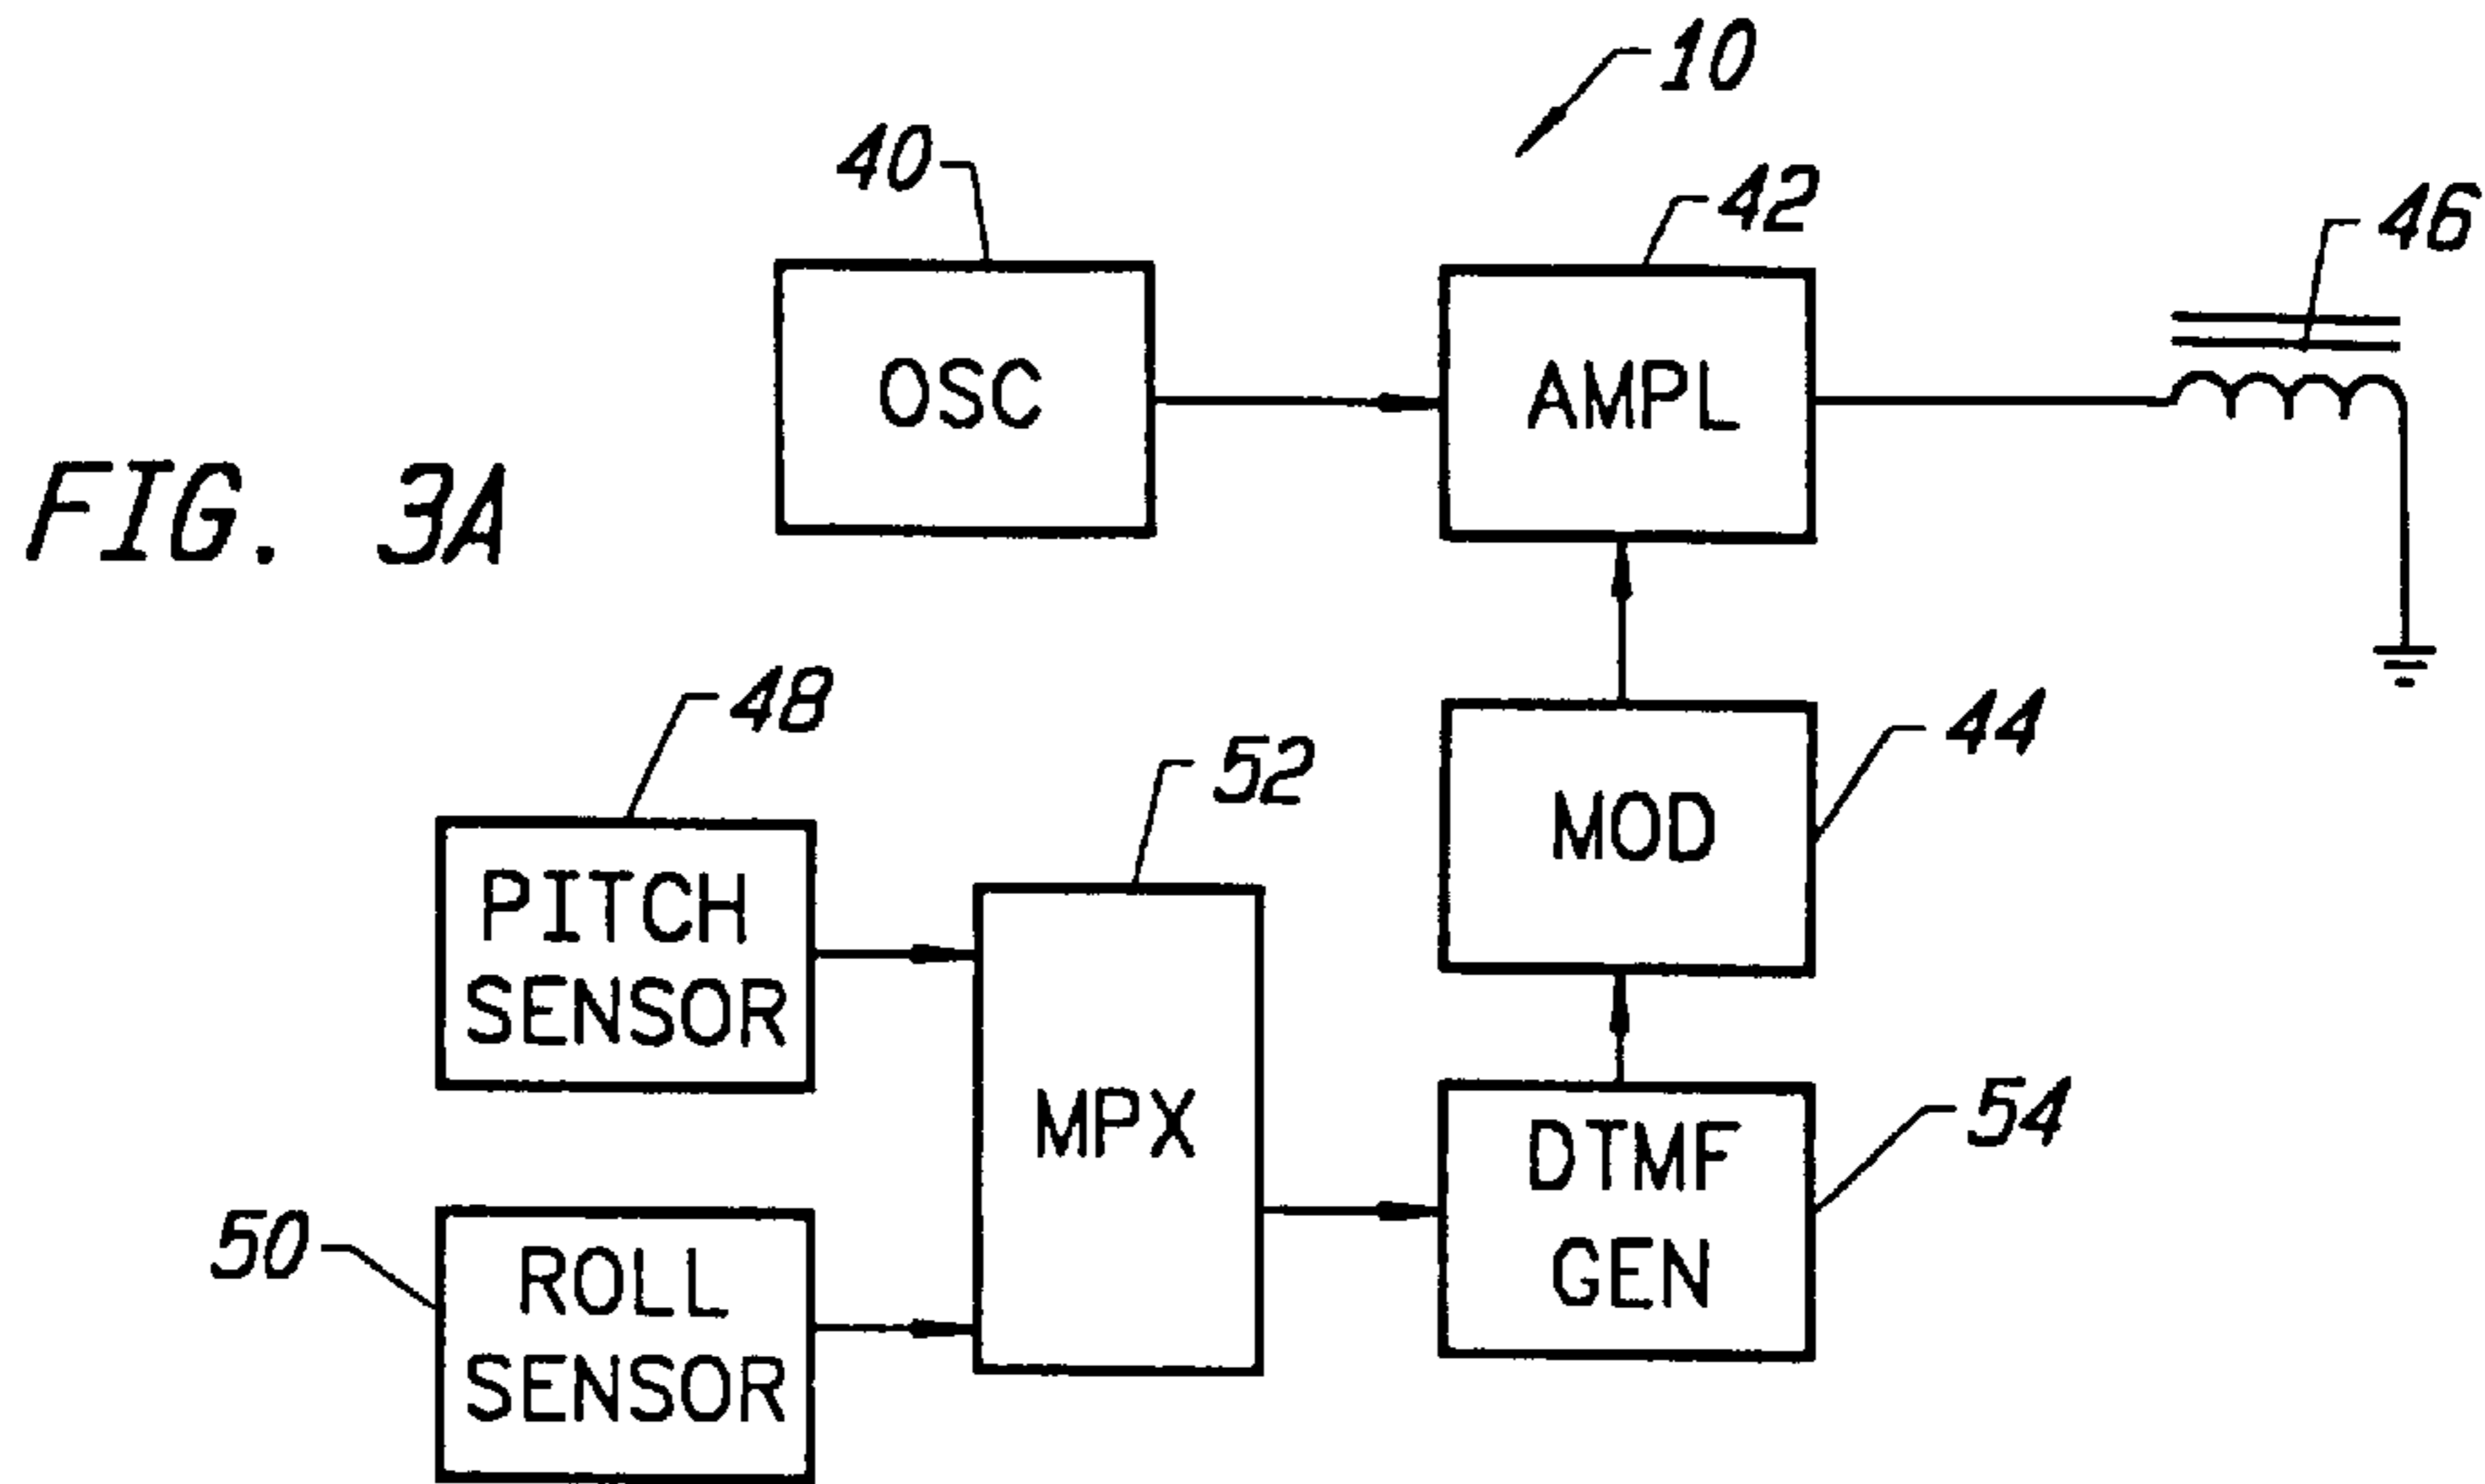 10
40
42
46
OSC
AMPL
FIG. 3A
48
52
44
PITCH
SENSOR
MOD
MPX
DTMF
GEN
54
50
ROLL
SENSOR